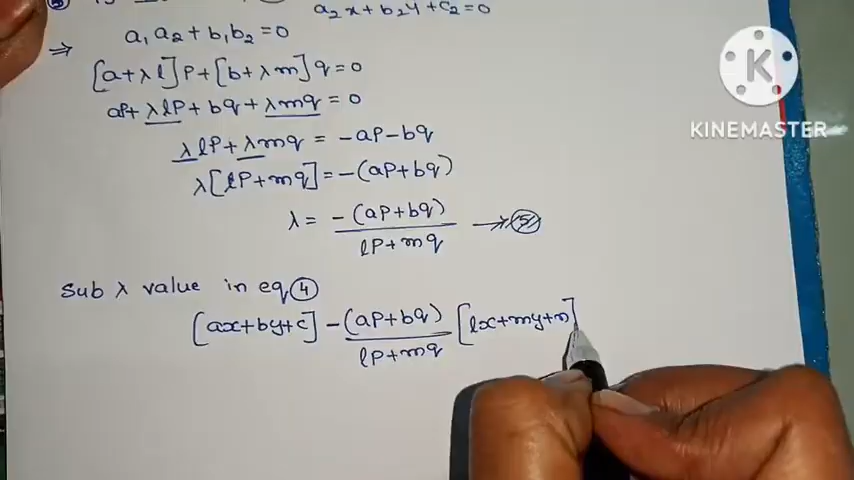 a₂x+b₂y+c₂=0
a₁a₂+b₁b₂=0
⇒ [a+λl]p+[b+λm]q=0
ap+λlp+bq+λmq=0
λlp+λmq=-ap-bq
λ[lp+mq]=-(ap+bq)
λ= -(ap+bq)/lp+mq → 5
Sub λ value in eq 4
[ax+by+c] -(ap+bq)/lp+mq [lx+my+n]
K
KINEMASTER